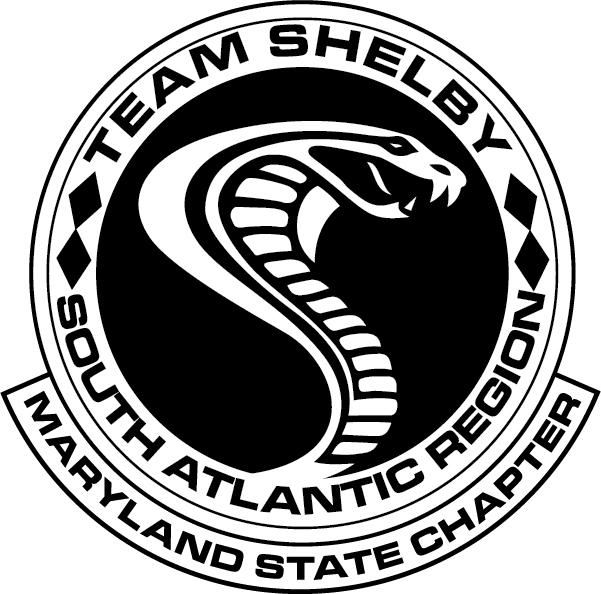 TEAM SHELBY
SOUTH ATLANTIC REGION
MARYLAND STATE CHAPTER